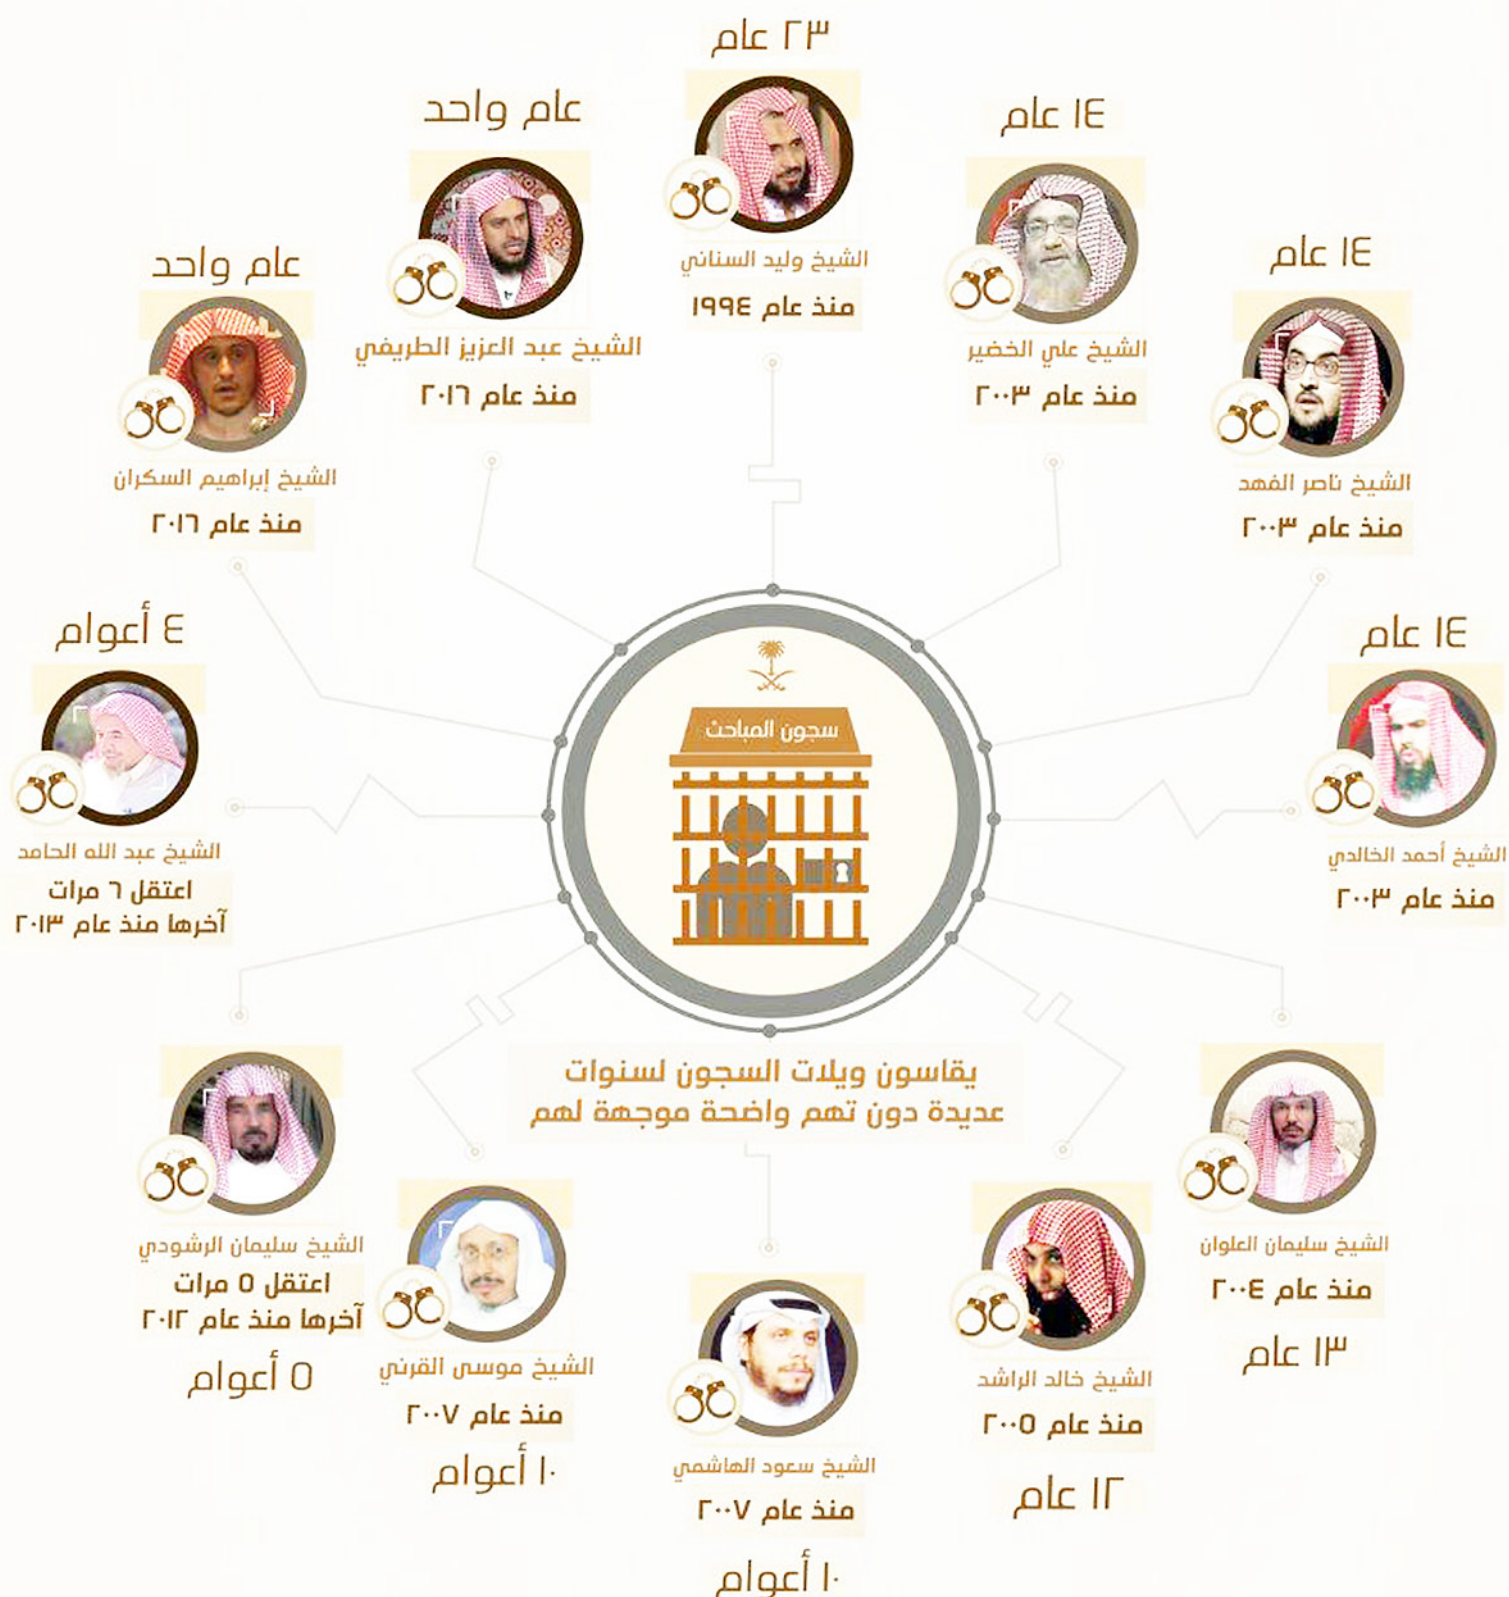 ٢٣ عام
الشيخ وليد السناني
منذ عام ١٩٩٤
١٤ عام
الشيخ علي الخضير
منذ عام ٢٠٠٣
١٤ عام
الشيخ ناصر الفهد
منذ عام ٢٠٠٣
١٤ عام
الشيخ أحمد الخالدي
منذ عام ٢٠٠٣
الشيخ سليمان العلوان
منذ عام ٢٠٠٤
١٣ عام
الشيخ خالد الراشد
منذ عام ٢٠٠٥
١٢ عام
الشيخ سعود الهاشمي
منذ عام ٢٠٠٧
١٠ أعوام
الشيخ موسى القرني
منذ عام ٢٠٠٧
١٠ أعوام
الشيخ سليمان الرشودي
اعتقل ٥ مرات
آخرها منذ عام ٢٠١٢
٥ أعوام
٤ أعوام
الشيخ عبد الله الحامد
اعتقل ٦ مرات
آخرها منذ عام ٢٠١٣
عام واحد
الشيخ إبراهيم السكران
منذ عام ٢٠١٦
عام واحد
الشيخ عبد العزيز الطريفي
منذ عام ٢٠١٦
سجون المباحث
يقاسون ويلات السجون لسنوات
عديدة دون تهم واضحة موجهة لهم